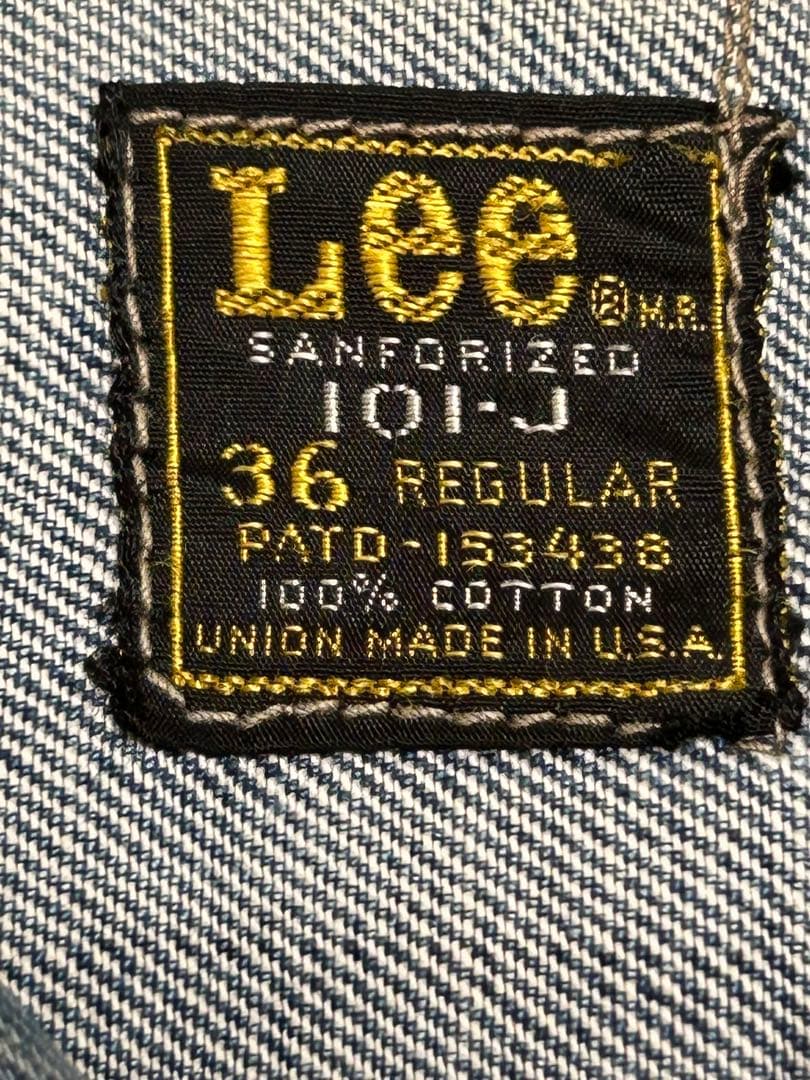 Lee ® M.R.
SANFORIZED
101-J
36 REGULAR
PATD-153438
100% COTTON
UNION MADE IN U.S.A.